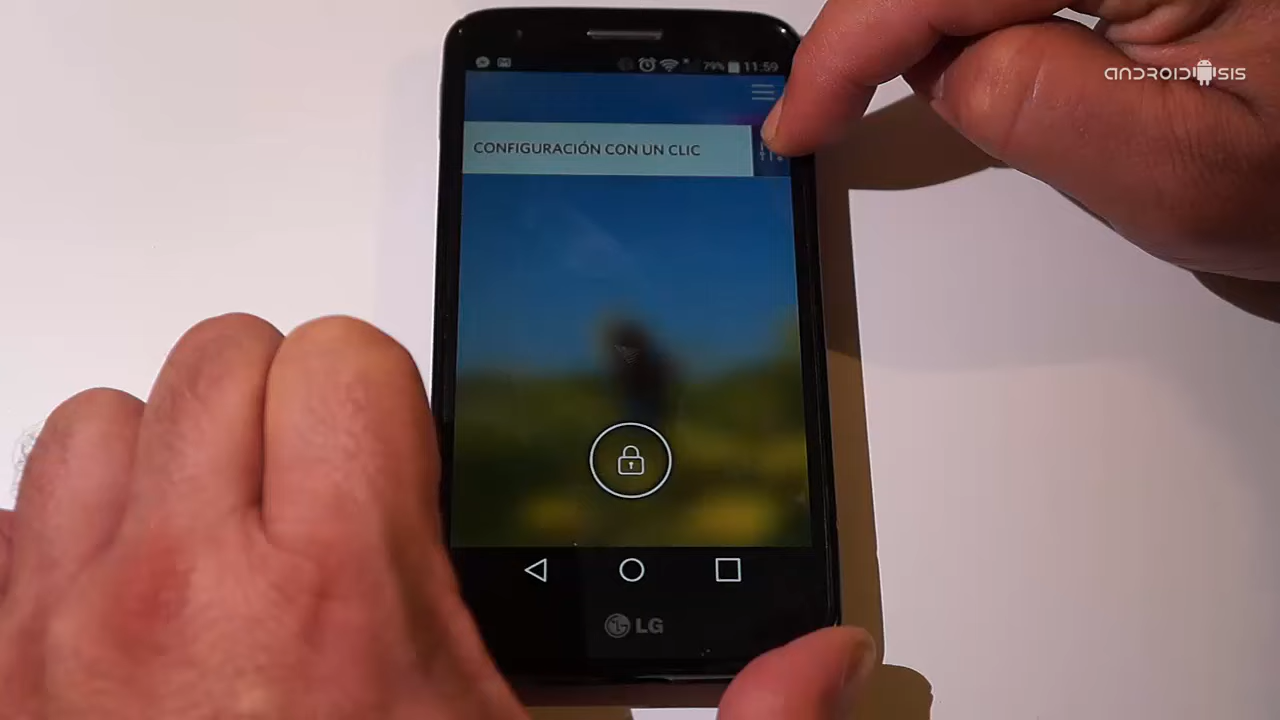 ANDROIDSIS
79% 11:59
CONFIGURACIÓN CON UN CLIC
LG